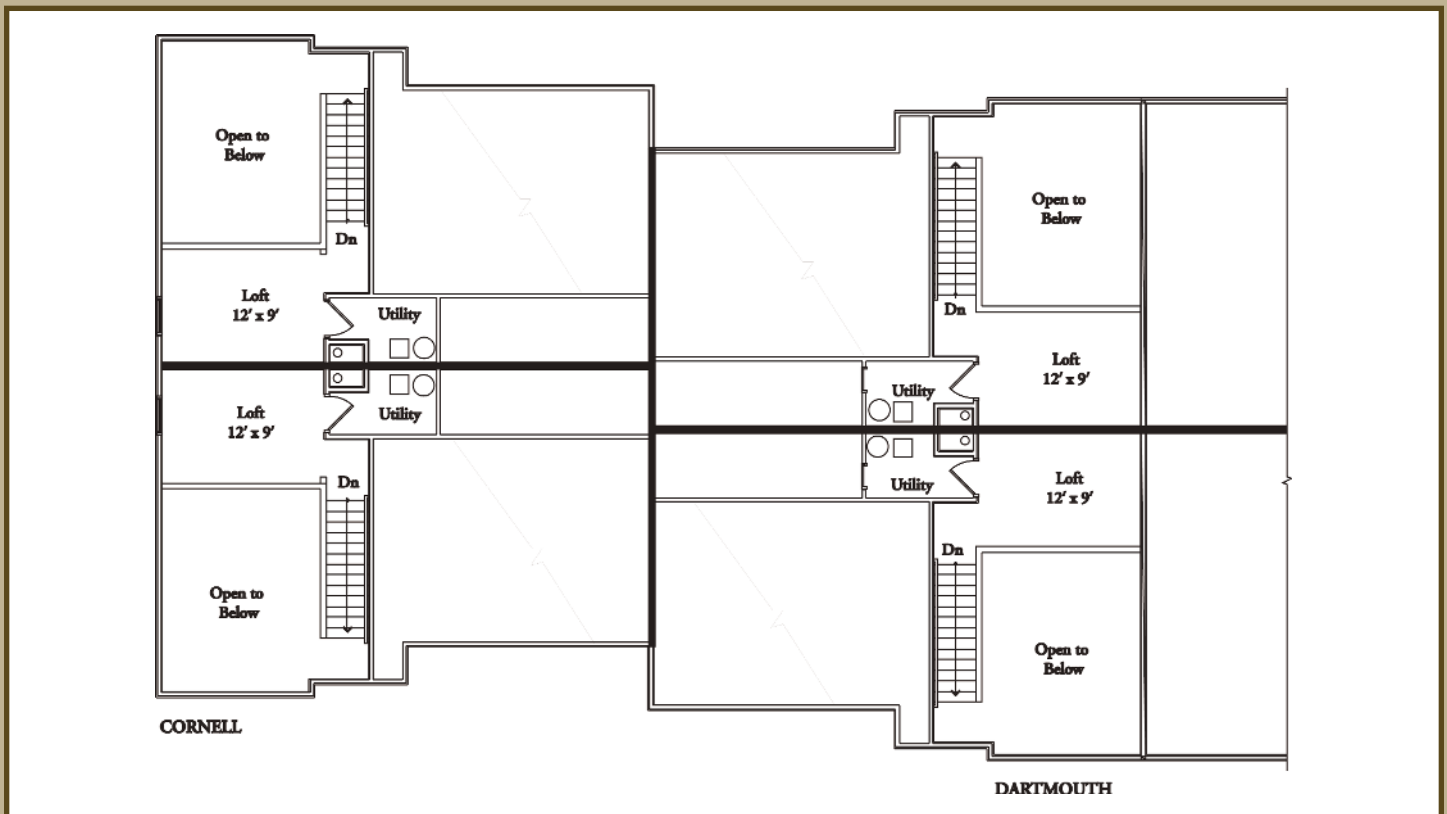 Open to
Below
Dn
Loft
12' x 9'
Utility
Loft
12' x 9'
Utility
Dn
Open to
Below
CORNELL
Open to
Below
Dn
Loft
12' x 9'
Utility
Utility
Loft
12' x 9'
Dn
Open to
Below
DARTMOUTH